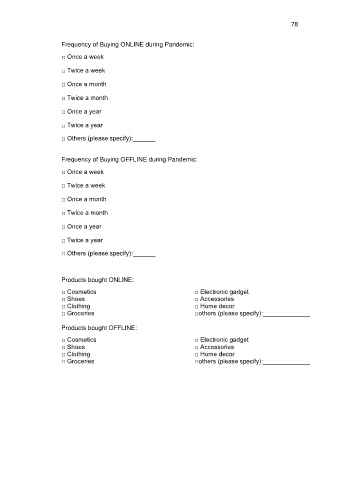 78
Frequency of Buying ONLINE during Pandemic:
□ Once a week
□ Twice a week
□ Once a month
□ Twice a month
□ Once a year
□ Twice a year
□ Others (please specify):_______
Frequency of Buying OFFLINE during Pandemic:
□ Once a week
□ Twice a week
□ Once a month
□ Twice a month
□ Once a year
□ Twice a year
□ Others (please specify):_______
Products bought ONLINE:
□ Cosmetics □ Electronic gadget
□ Shoes □ Accessories
□ Clothing □ Home decor
□ Groceries □others (please specify):______________
Products bought OFFLINE:
□ Cosmetics □ Electronic gadget
□ Shoes □ Accessories
□ Clothing □ Home decor
□ Groceries □others (please specify):______________